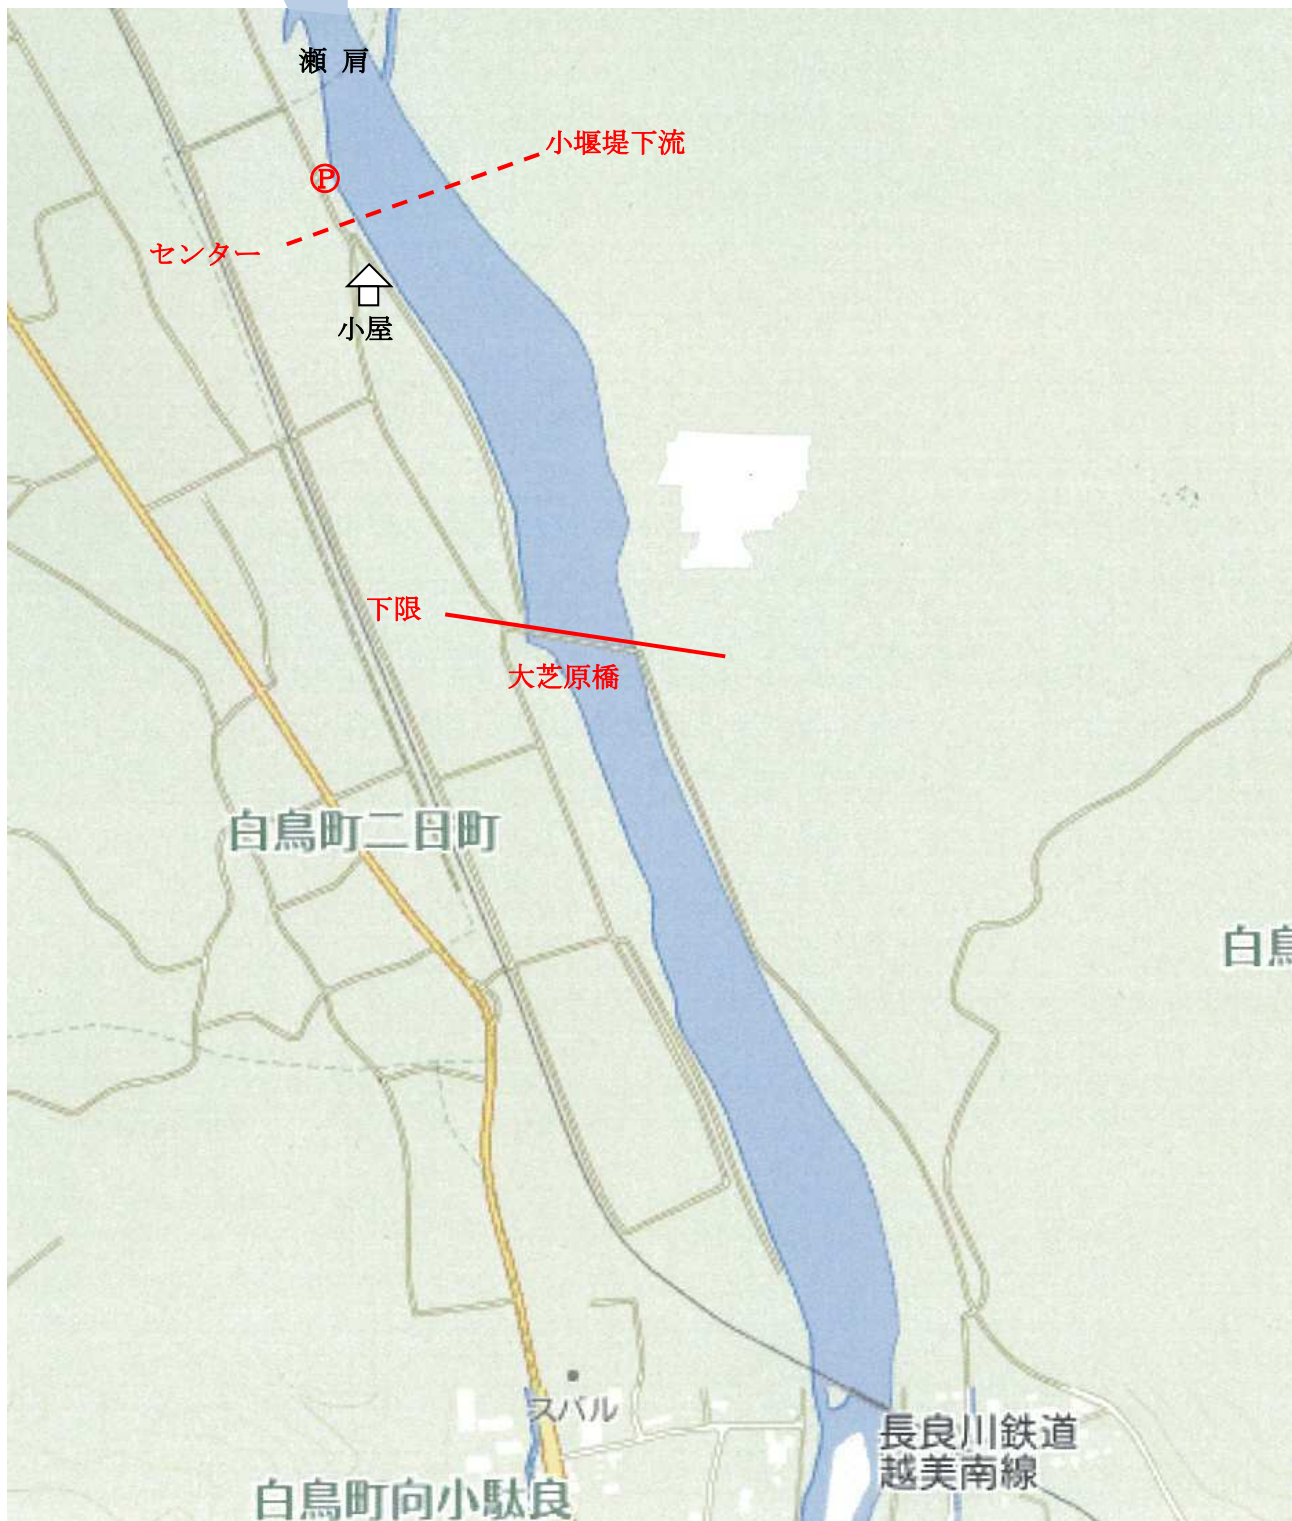 瀬 肩
小堰堤下流
Ⓟ
センター
小屋
下限
大芝原橋
白鳥町二日町
白鳥
スバル
長良川鉄道
越美南線
白鳥町向小駄良